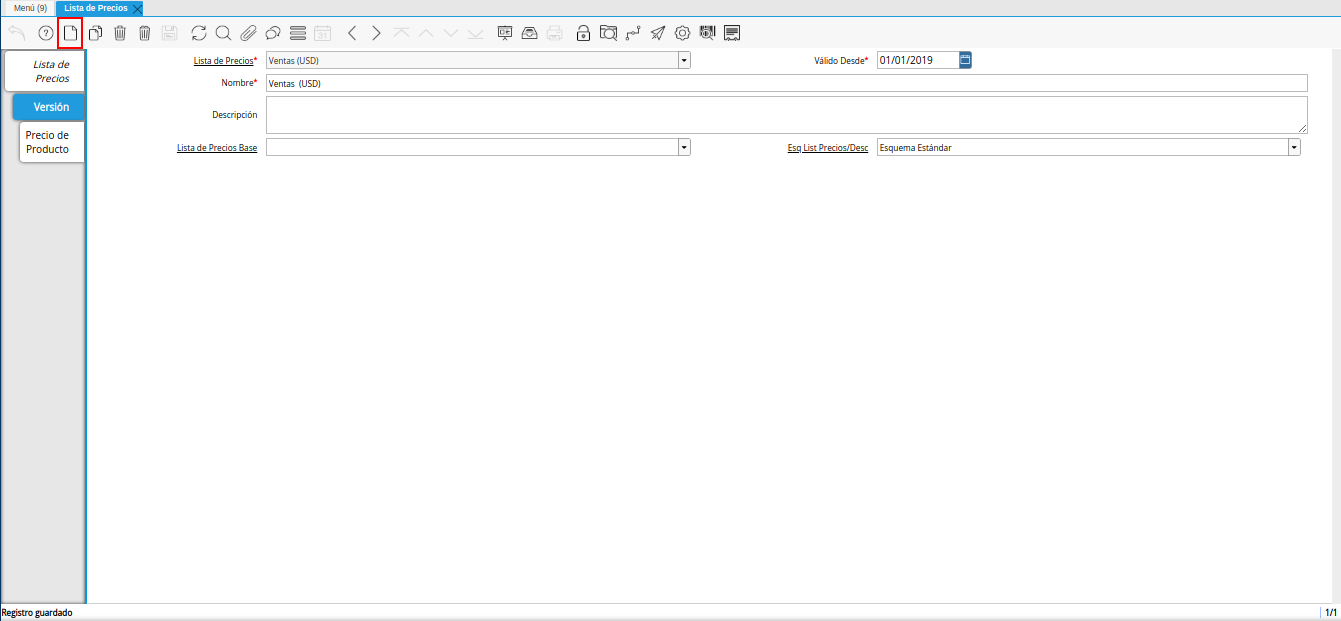 Menú (9)
Lista de Precios
?
31
Lista de
Precios
Versión
Precio de
Producto
Lista de Precios* Ventas (USD) Válido Desde* 01/01/2019
Nombre* Ventas (USD)
Descripción
Lista de Precios Base Esq List Precios/Desc Esquema Estándar
Registro guardado 1/1